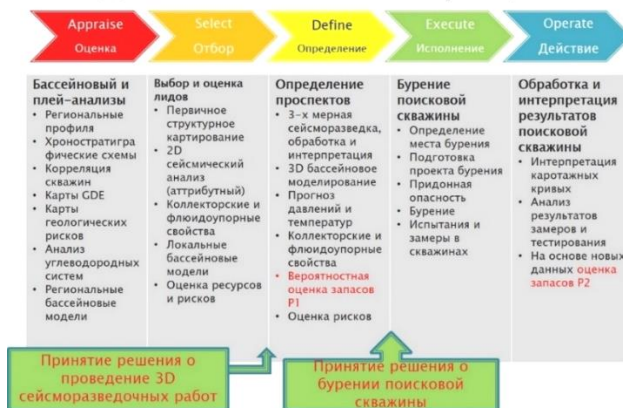 Appraise
Оценка
Select
Отбор
Define
Определение
Execute
Исполнение
Operate
Действие
Бассейновый и
плей-анализы
• Региональные
профиля
• Хроностратигра
фические схемы
• Корреляция
скважин
• Карты GDE
• Карты
геологических
рисков
• Анализ
углеводородных
систем
• Региональные
бассейновые
модели
Выбор и оценка
лидов
• Первичное
структурное
картирование
• 2D
сейсмический
анализ
(аттрибутный)
• Коллекторские и
флюидоупорные
свойства
• Локальные
бассейновые
модели
• Оценка ресурсов
и рисков
Определение
проспектов
• 3-х мерная
сейсморазведка,
обработка и
интерпретация
• 3D бассейновое
моделирование
• Прогноз
давлений и
температур
• Коллекторские и
флюидоупорные
свойства
• Вероятностная
оценка запасов
P1
• Оценка рисков
Бурение
поисковой
скважины
• Определение
места бурения
• Подготовка
проекта бурения
• Придонная
опасность
• Бурение
• Испытания и
замеры в
скважинах
Обработка и
интерпретация
результатов
поисковой
скважины
• Интерпретация
каротажных
кривых
• Анализ
результатов
замеров и
тестирования
• На основе новых
данных оценка
запасов P2
Принятие решения о
проведение 3D
сейсморазведочных работ
Принятие решения о
бурении поисковой
скважины